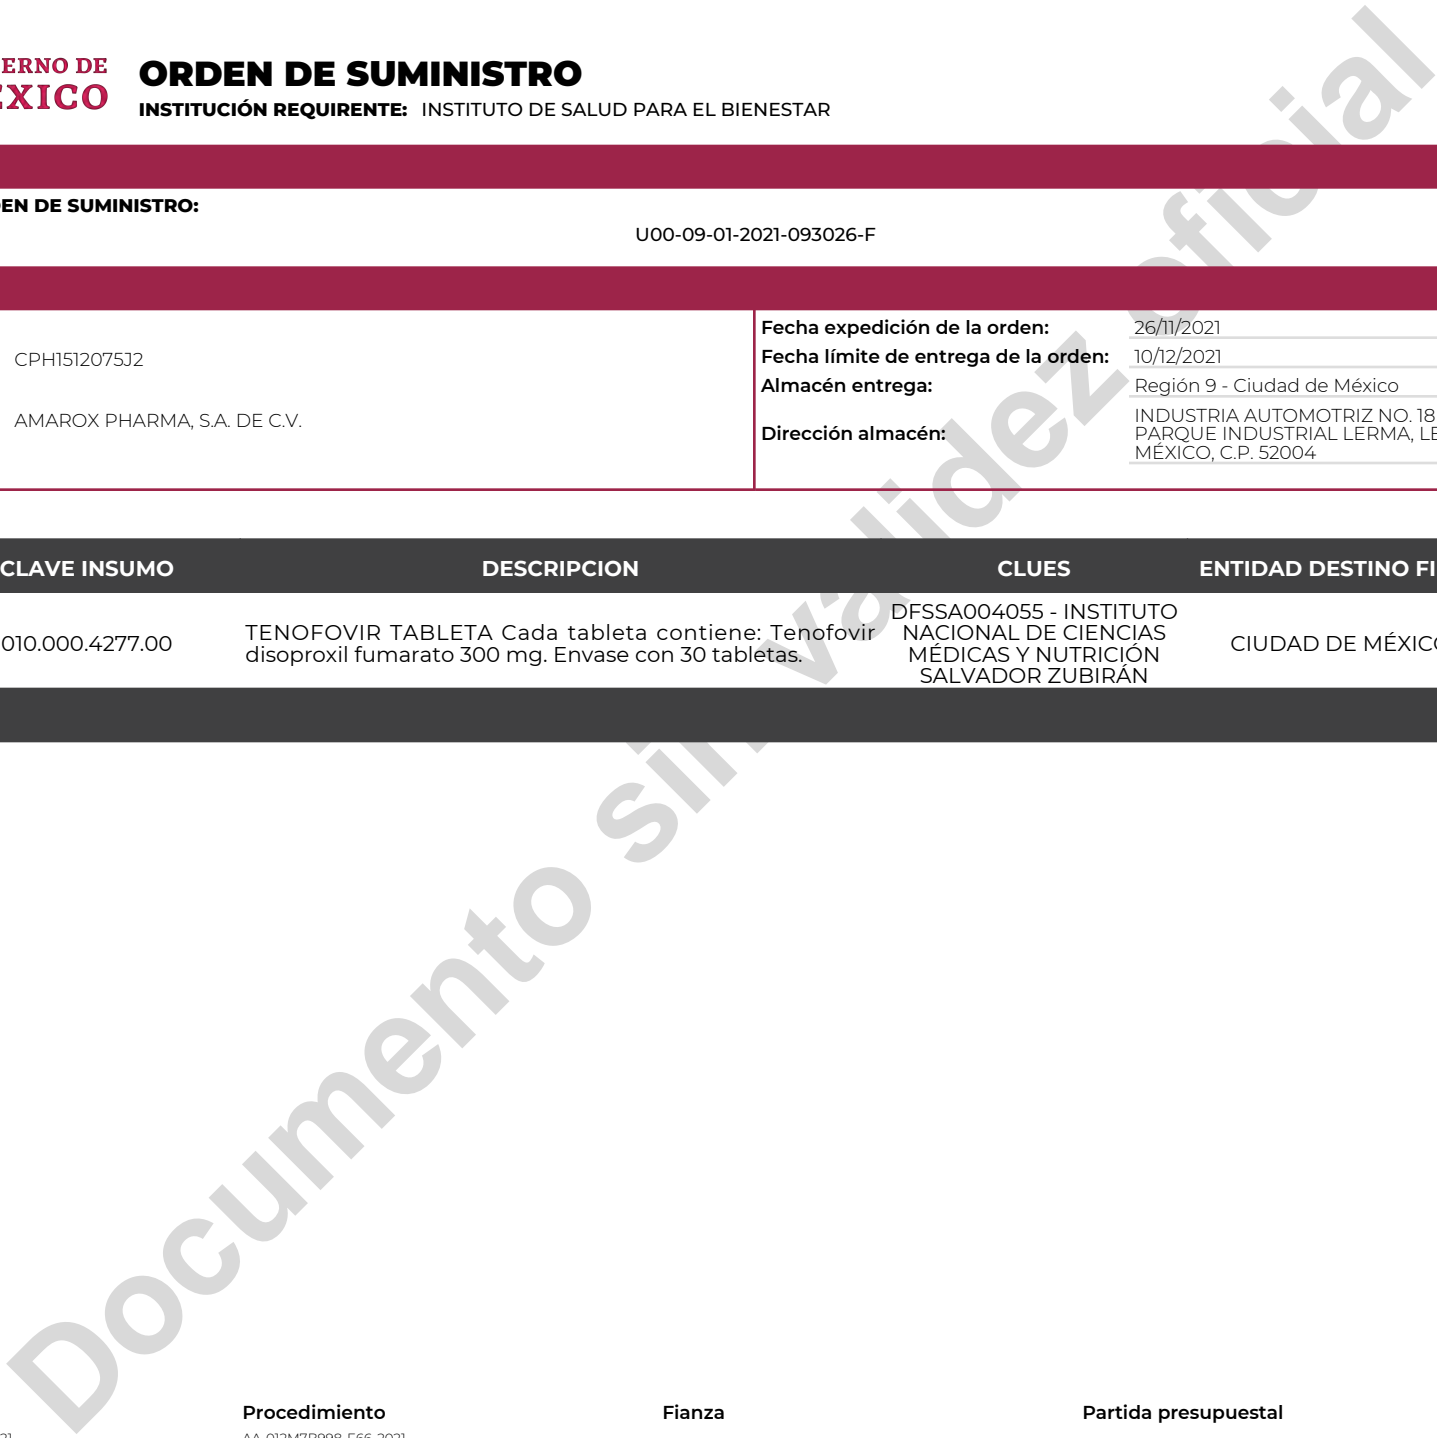 ERNO DE
EXICO
ORDEN DE SUMINISTRO
INSTITUCIÓN REQUIRENTE: INSTITUTO DE SALUD PARA EL BIENESTAR
EN DE SUMINISTRO:
U00-09-01-2021-093026-F
CPH1512075J2
AMAROX PHARMA, S.A. DE C.V.
Fecha expedición de la orden: 26/11/2021
Fecha límite de entrega de la orden: 10/12/2021
Almacén entrega: Región 9 - Ciudad de México
Dirección almacén:
INDUSTRIA AUTOMOTRIZ NO. 18
PARQUE INDUSTRIAL LERMA, LE
MÉXICO, C.P. 52004
CLAVE INSUMO DESCRIPCION CLUES ENTIDAD DESTINO FI
010.000.4277.00
TENOFOVIR TABLETA Cada tableta contiene: Tenofovir
disoproxil fumarato 300 mg. Envase con 30 tabletas.
DFSSA004055 - INSTITUTO
NACIONAL DE CIENCIAS
MÉDICAS Y NUTRICIÓN
SALVADOR ZUBIRÁN
CIUDAD DE MÉXICO
Documento sin validez oficial
Procedimiento Fianza Partida presupuestal